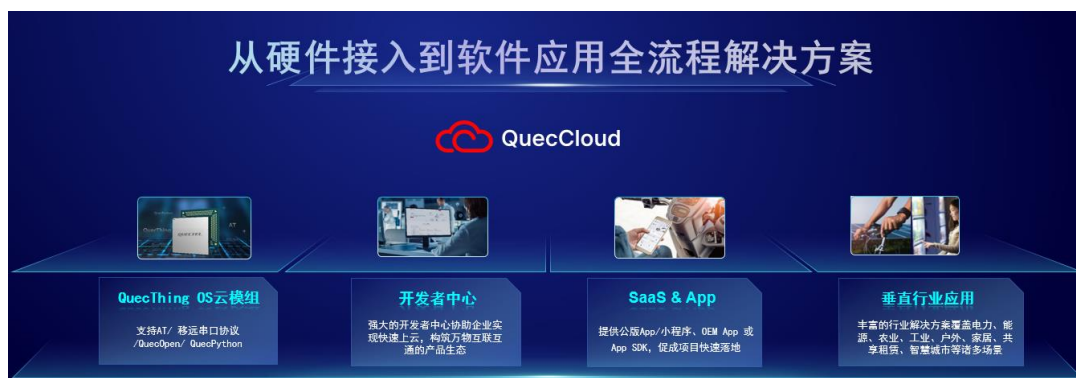 从硬件接入到软件应用全流程解决方案
QuecCloud
QuecThing OS云模组
支持AT/ 移远串口协议
/QuecOpen/ QuecPython
开发者中心
强大的开发者中心协助企业实
现快速上云，构筑万物互联互
通的产品生态
SaaS & App
提供公版App/小程序、OEM App 或
App SDK，促成项目快速落地
垂直行业应用
丰富的行业解决方案覆盖电力、能
源、农业、工业、户外、家居、共
享租赁、智慧城市等诸多场景